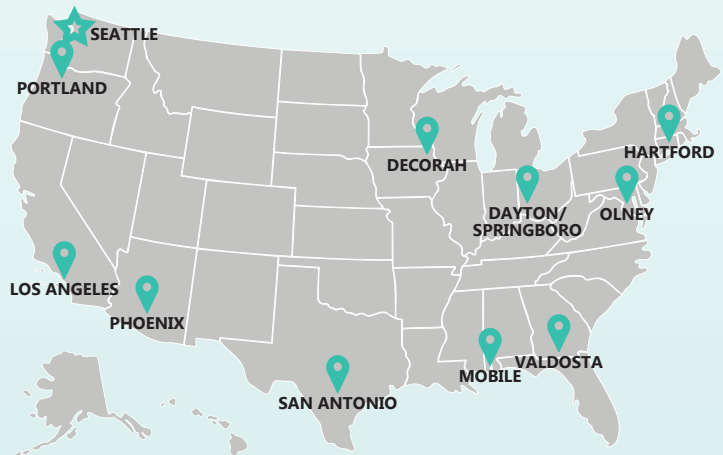 SEATTLE
PORTLAND
DECORAH
HARTFORD
DAYTON/
SPRINGBORO
OLNEY
LOS ANGELES
PHOENIX
SAN ANTONIO
MOBILE
VALDOSTA